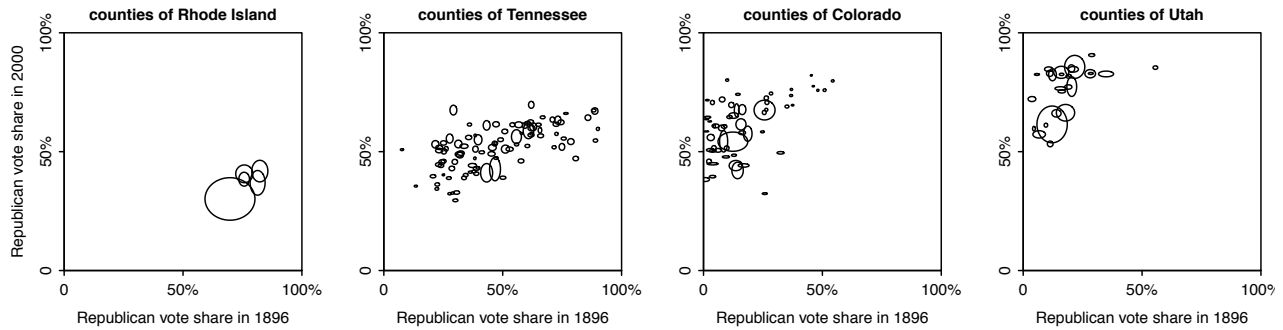 counties of Rhode Island
Republican vote share in 2000
100%
50%
0
0
50%
100%
Republican vote share in 1896
counties of Tennessee
100%
50%
0
0
50%
100%
Republican vote share in 1896
counties of Colorado
100%
50%
0
0
50%
100%
Republican vote share in 1896
counties of Utah
100%
50%
0
0
50%
100%
Republican vote share in 1896